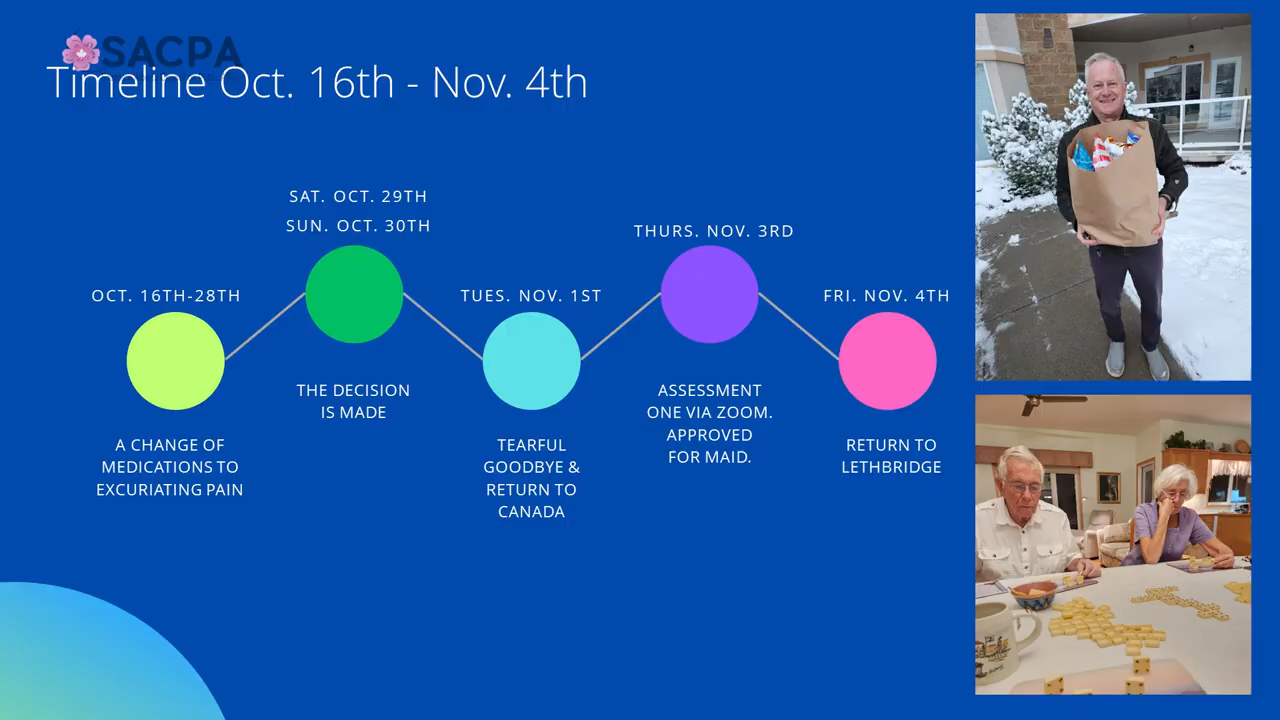 SACPA
Timeline Oct. 16th - Nov. 4th
OCT. 16TH-28TH
A CHANGE OF
MEDICATIONS TO
EXCURIATING PAIN
SAT. OCT. 29TH
SUN. OCT. 30TH
THE DECISION
IS MADE
TUES. NOV. 1ST
TEARFUL
GOODBYE &
RETURN TO
CANADA
THURS. NOV. 3RD
ASSESSMENT
ONE VIA ZOOM.
APPROVED
FOR MAID.
FRI. NOV. 4TH
RETURN TO
LETHBRIDGE